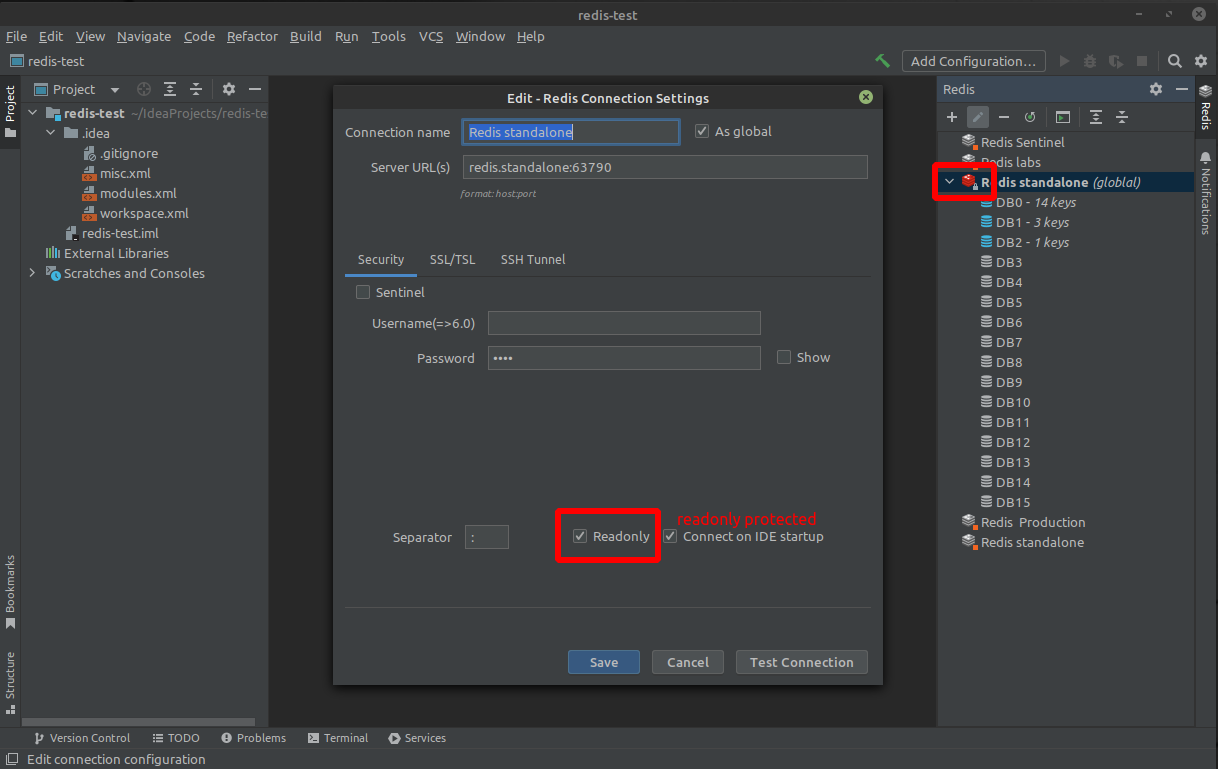 redis-test
File Edit View Navigate Code Refactor Build Run Tools VCS Window Help
redis-test
Add Configuration...
Project
Project
redis-test ~/IdeaProjects/redis-te
.idea
.gitignore
misc.xml
modules.xml
workspace.xml
redis-test.iml
External Libraries
Scratches and Consoles
Bookmarks
Structure
Edit - Redis Connection Settings
Connection name Redis standalone As global
Server URL(s) redis.standalone:63790
format: host:port
Security SSL/TSL SSH Tunnel
Sentinel
Username(=>6.0)
Password •••• Show
readonly protected
Separator : Readonly Connect on IDE startup
Save Cancel Test Connection
Redis
Redis Sentinel
Redis labs
Redis standalone (globlal)
DB0 - 14 keys
DB1 - 3 keys
DB2 - 1 keys
DB3
DB4
DB5
DB6
DB7
DB8
DB9
DB10
DB11
DB12
DB13
DB14
DB15
Redis Production
Redis standalone
Redis
Notifications
Version Control TODO Problems Terminal Services
Edit connection configuration